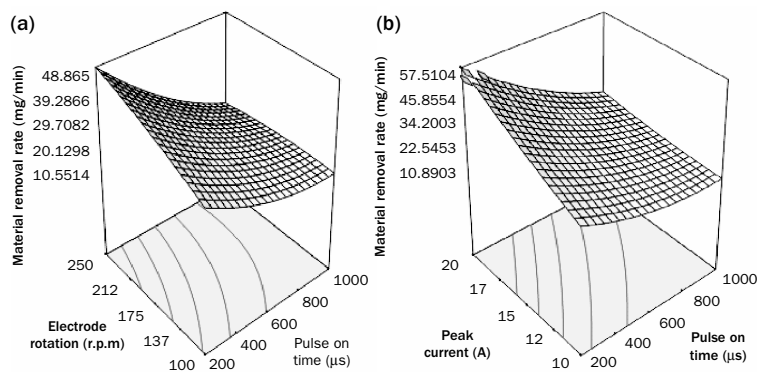 (a)
Material removal rate (mg/min)
48.865
39.2866
29.7082
20.1298
10.5514
250
212
175
137
100
Electrode
rotation (r.p.m)
200
400
600
800
1000
Pulse on
time (μs)
(b)
Material removal rate (mg/min)
57.5104
45.8554
34.2003
22.5453
10.8903
20
17
15
12
10
Peak
current (A)
200
400
600
800
1000
Pulse on
time (μs)